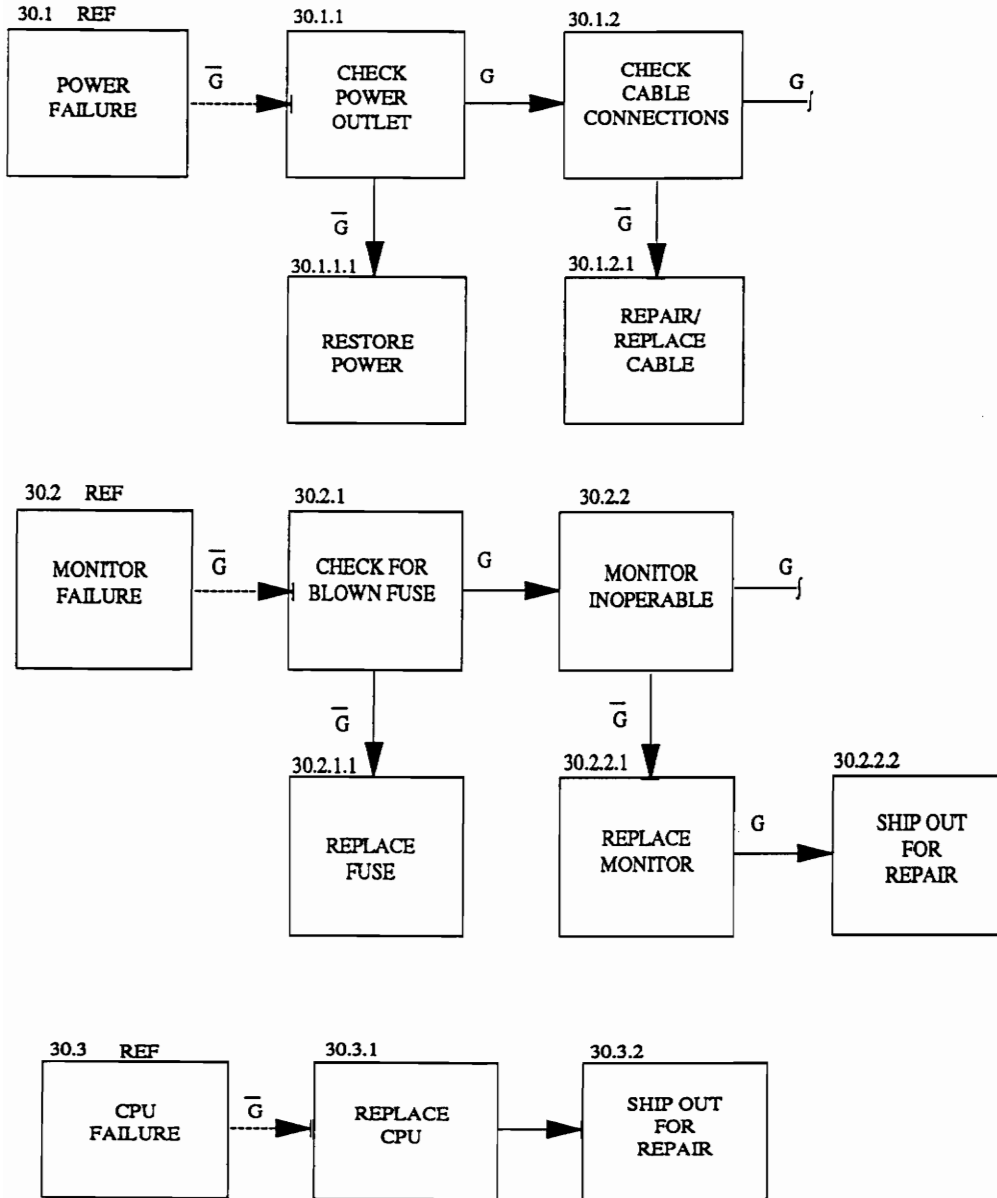 30.1 REF
30.1.1
30.1.2
POWER
FAILURE
G̅
CHECK
POWER
OUTLET
G
CHECK
CABLE
CONNECTIONS
G
G̅
G̅
30.1.1.1
30.1.2.1
RESTORE
POWER
REPAIR/
REPLACE
CABLE
30.2 REF
30.2.1
30.2.2
MONITOR
FAILURE
G̅
CHECK FOR
BLOWN FUSE
G
MONITOR
INOPERABLE
G
G̅
G̅
30.2.1.1
30.2.2.1
30.2.2.2
REPLACE
FUSE
REPLACE
MONITOR
G
SHIP OUT
FOR
REPAIR
30.3 REF
30.3.1
30.3.2
CPU
FAILURE
G̅
REPLACE
CPU
SHIP OUT
FOR
REPAIR